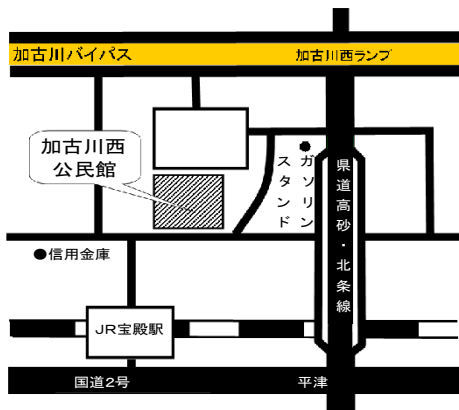 加古川バイパス
加古川西ランプ
加古川西
公民館
ガソリン
スタンド
県道高砂・北条線
信用金庫
JR宝殿駅
国道2号
平津